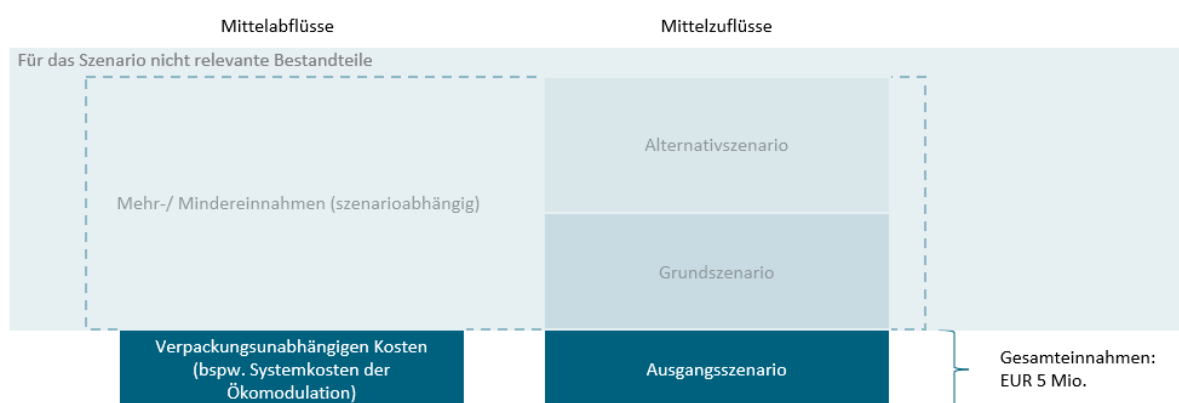 Mittelabflüsse
Mittelzuflüsse
Für das Szenario nicht relevante Bestandteile
Alternativszenario
Mehr-/ Mindereinnahmen (szenarioabhängig)
Grundszenario
Verpackungsunabhängigen Kosten
(bspw. Systemkosten der
Ökomodulation)
Ausgangsszenario
Gesamteinnahmen:
EUR 5 Mio.